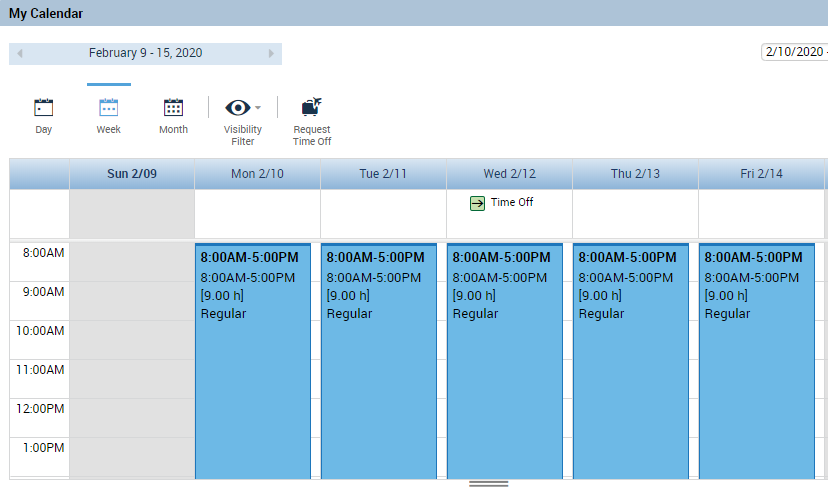 My Calendar
February 9 - 15, 2020
2/10/2020 -
Day
Week
Month
Visibility
Filter
Request
Time Off
Sun 2/09
Mon 2/10
Tue 2/11
Wed 2/12
Thu 2/13
Fri 2/14
Time Off
8:00AM
9:00AM
10:00AM
11:00AM
12:00PM
1:00PM
8:00AM-5:00PM
8:00AM-5:00PM
[9.00 h]
Regular
8:00AM-5:00PM
8:00AM-5:00PM
[9.00 h]
Regular
8:00AM-5:00PM
8:00AM-5:00PM
[9.00 h]
Regular
8:00AM-5:00PM
8:00AM-5:00PM
[9.00 h]
Regular
8:00AM-5:00PM
8:00AM-5:00PM
[9.00 h]
Regular